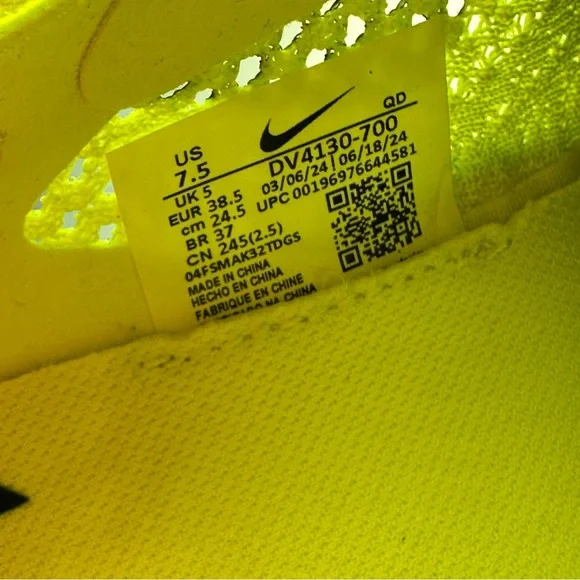 QD
US
7.5
DV4130-700
UK 5
03/06/24 | 06/18/24
EUR 38.5
UPC 00196976644581
cm 24.5
BR 37
CN 245(2.5)
04FSMAK32TDGS
MADE IN CHINA
HECHO EN CHINA
FABRIQUE EN CHINE
NA CHINA